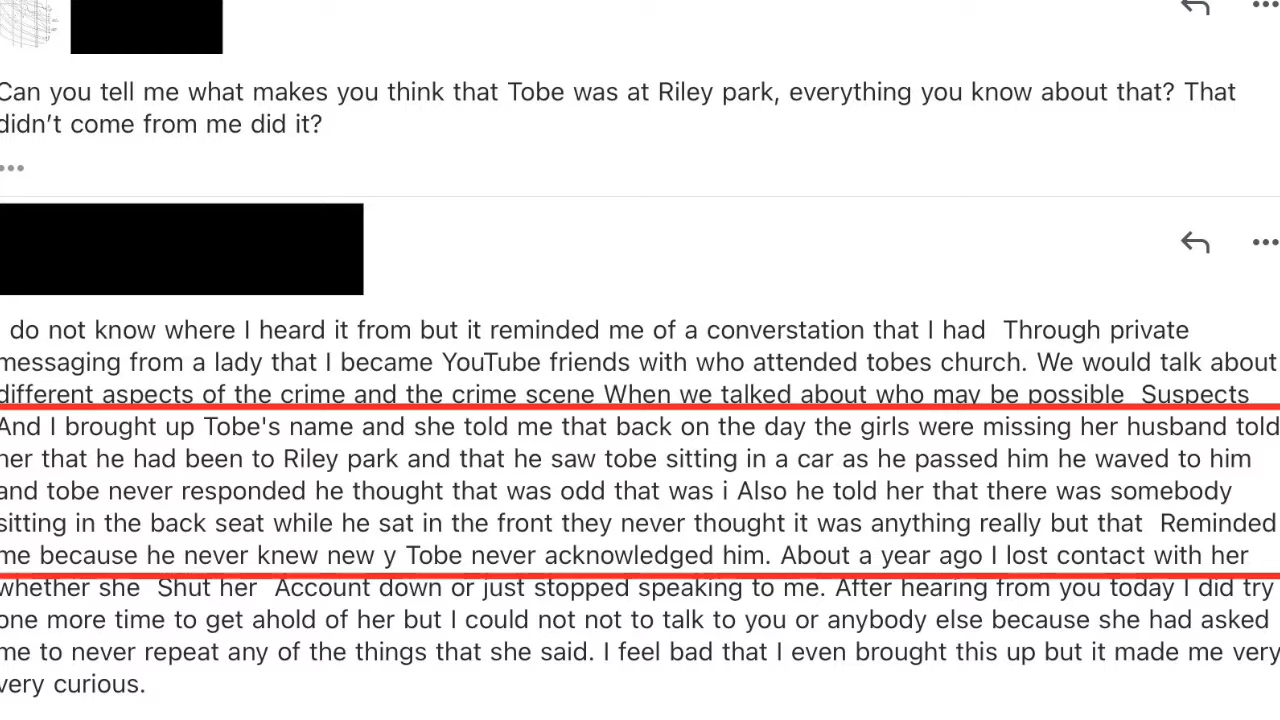 Can you tell me what makes you think that Tobe was at Riley park, everything you know about that? That
didn’t come from me did it?
do not know where I heard it from but it reminded me of a converstation that I had Through private
messaging from a lady that I became YouTube friends with who attended tobes church. We would talk about
different aspects of the crime and the crime scene When we talked about who may be possible Suspects
And I brought up Tobe's name and she told me that back on the day the girls were missing her husband told
her that he had been to Riley park and that he saw tobe sitting in a car as he passed him he waved to him
and tobe never responded he thought that was odd that was i Also he told her that there was somebody
sitting in the back seat while he sat in the front they never thought it was anything really but that Reminded
me because he never knew new y Tobe never acknowledged him. About a year ago I lost contact with her
whether she Shut her Account down or just stopped speaking to me. After hearing from you today I did try
one more time to get ahold of her but I could not not to talk to you or anybody else because she had asked
me to never repeat any of the things that she said. I feel bad that I even brought this up but it made me very
very curious.